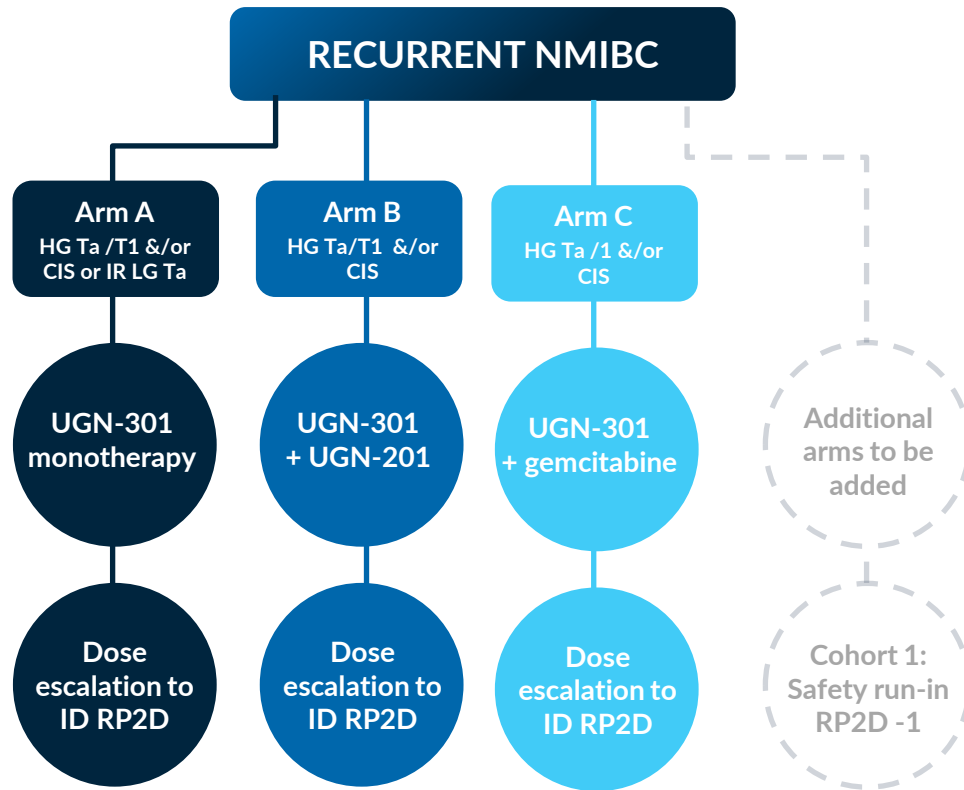 RECURRENT NMIBC
Arm A
HG Ta /T1 &/or
CIS or IR LG Ta
Arm B
HG Ta/T1 &/or
CIS
Arm C
HG Ta /1 &/or
CIS
UGN-301
monotherapy
UGN-301
+ UGN-201
UGN-301
+ gemcitabine
Additional
arms to be
added
Dose
escalation to
ID RP2D
Dose
escalation to
ID RP2D
Dose
escalation to
ID RP2D
Cohort 1:
Safety run-in
RP2D -1